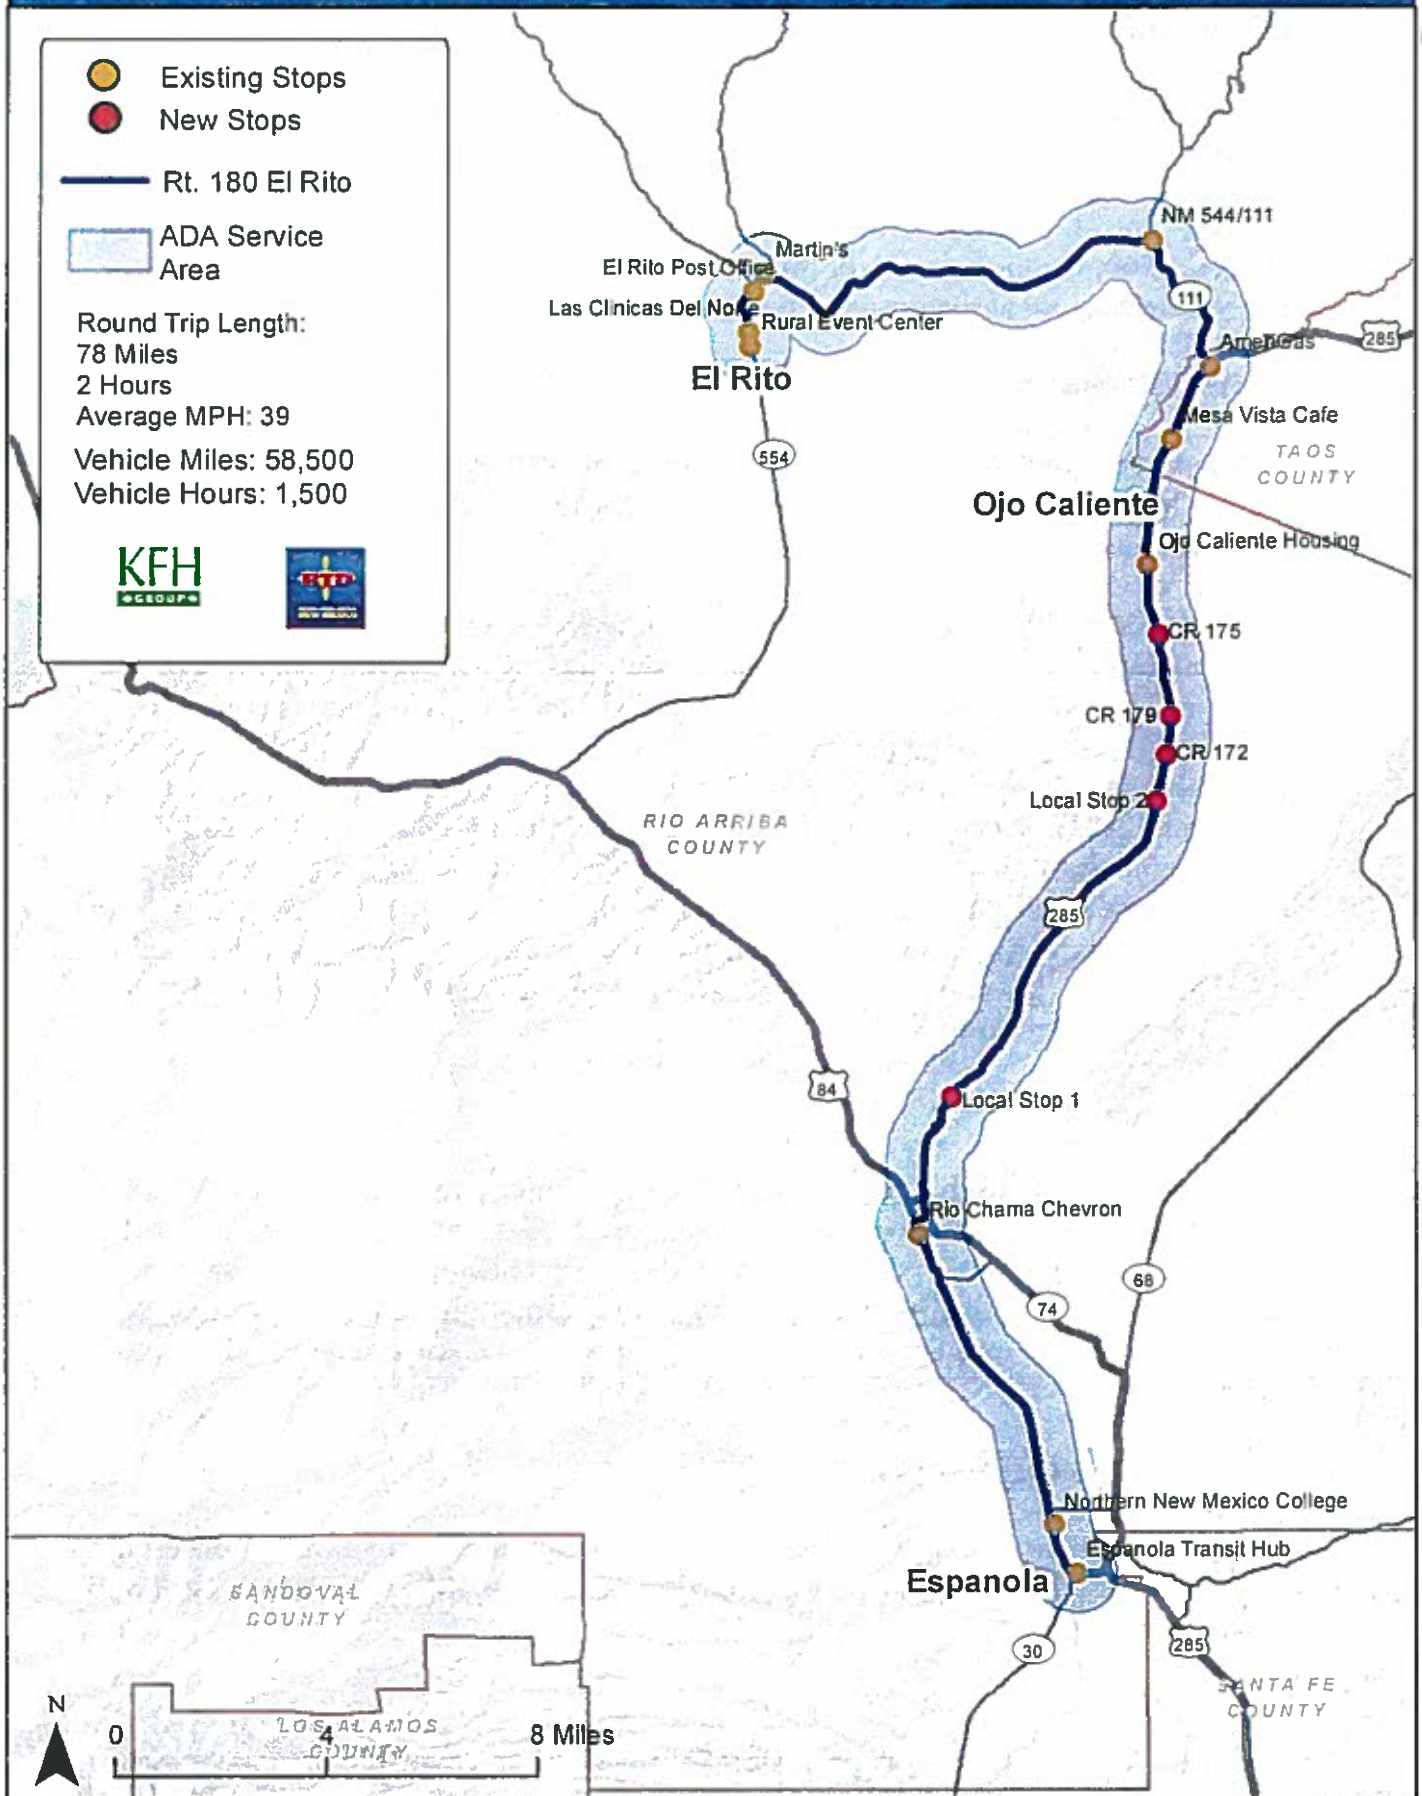 Existing Stops
New Stops
Rt. 180 El Rito
ADA Service
Area
Round Trip Length:
78 Miles
2 Hours
Average MPH: 39
Vehicle Miles: 58,500
Vehicle Hours: 1,500
KFH
GROUP
RTD
NM 544/111
Martin's
El Rito Post Office
Las Clinicas Del Norte
Rural Event Center
El Rito
111
AmeriGas
285
Mesa Vista Cafe
554
TAOS
COUNTY
Ojo Caliente
Ojo Caliente Housing
CR 175
CR 179
CR 172
Local Stop 2
RIO ARRIBA
COUNTY
285
84
Local Stop 1
Rio Chama Chevron
68
74
Northern New Mexico College
Espanola Transit Hub
Espanola
SANDOVAL
COUNTY
30
285
SANTA FE
COUNTY
N
LOS ALAMOS
COUNTY
0 4 8 Miles